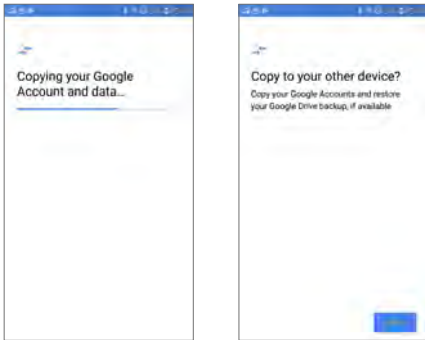 Copying your Google
Account and data...
Copy to your other device?
Copy your Google Accounts and restore
your Google Drive backup, if available